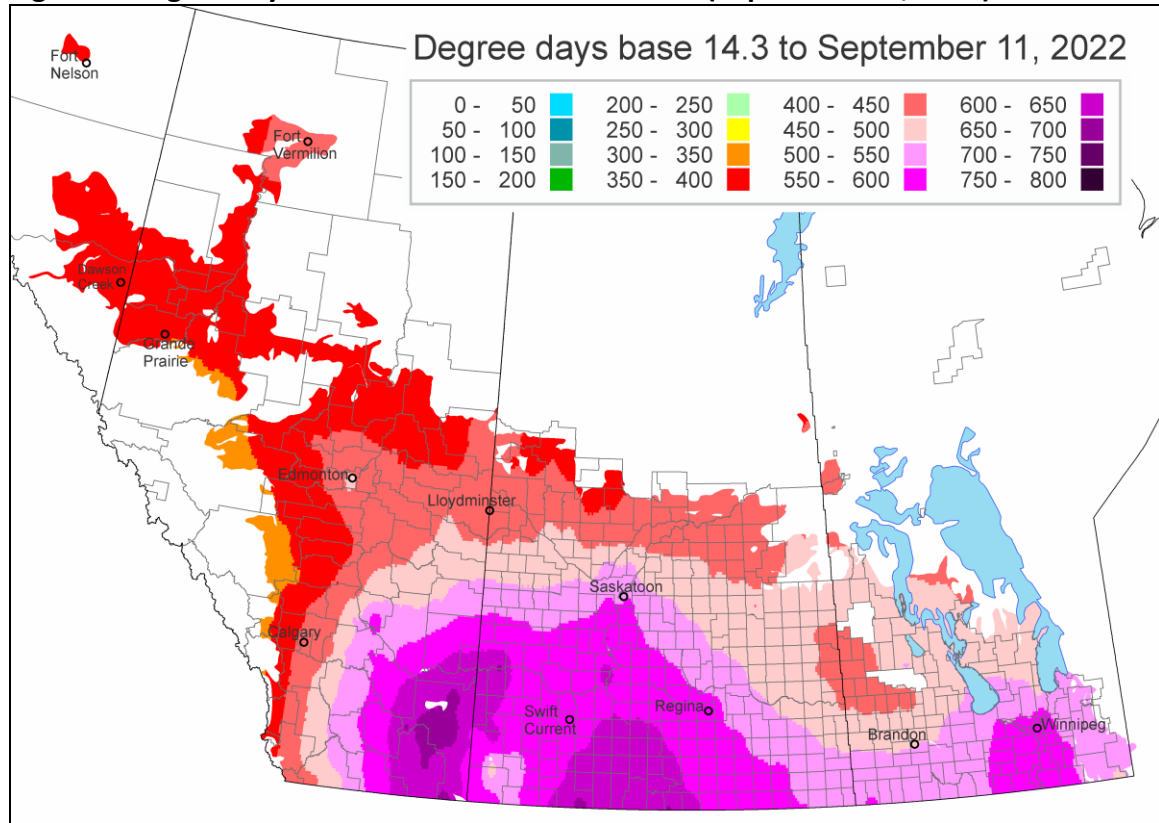 Degree days base 14.3 to September 11, 2022
0 - 50 200 - 250 400 - 450 600 - 650
50 - 100 250 - 300 450 - 500 650 - 700
100 - 150 300 - 350 500 - 550 700 - 750
150 - 200 350 - 400 550 - 600 750 - 800
Fort
Nelson
Fort
Vermilion
Dawson
Creek
Grande
Prairie
Edmonton
Lloydminster
Saskatoon
Calgary
Swift
Current
Regina
Brandon
Winnipeg